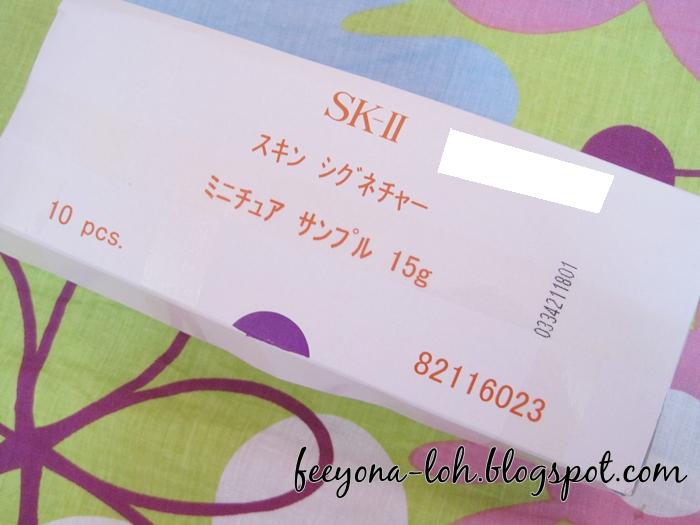 SK-II
スキン シグネチャー
ミニチュア サンプル 15g
10 pcs.
0334211801
82116023
feeyona-loh.blogspot.com